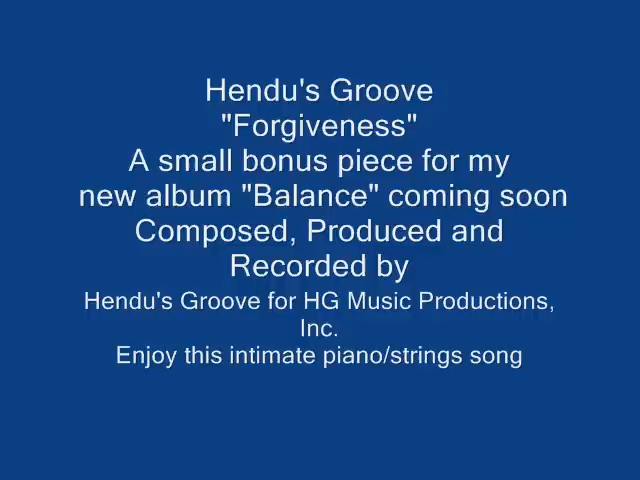 Hendu's Groove
"Forgiveness"
A small bonus piece for my
new album "Balance" coming soon
Composed, Produced and
Recorded by
Hendu's Groove for HG Music Productions,
Inc.
Enjoy this intimate piano/strings song